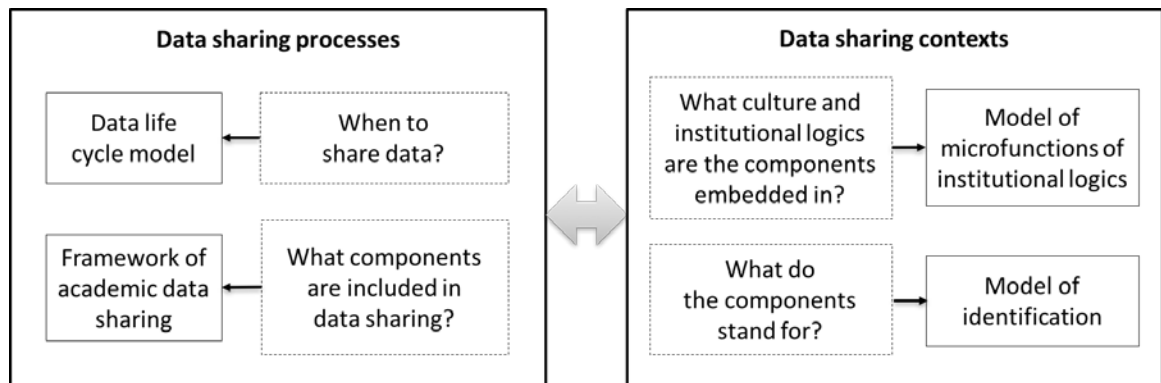 Data sharing processes
Data life
cycle model
When to
share data?
Framework of
academic data
sharing
What components
are included in
data sharing?
Data sharing contexts
What culture and
institutional logics
are the components
embedded in?
Model of
microfunctions of
institutional logics
What do
the components
stand for?
Model of
identification